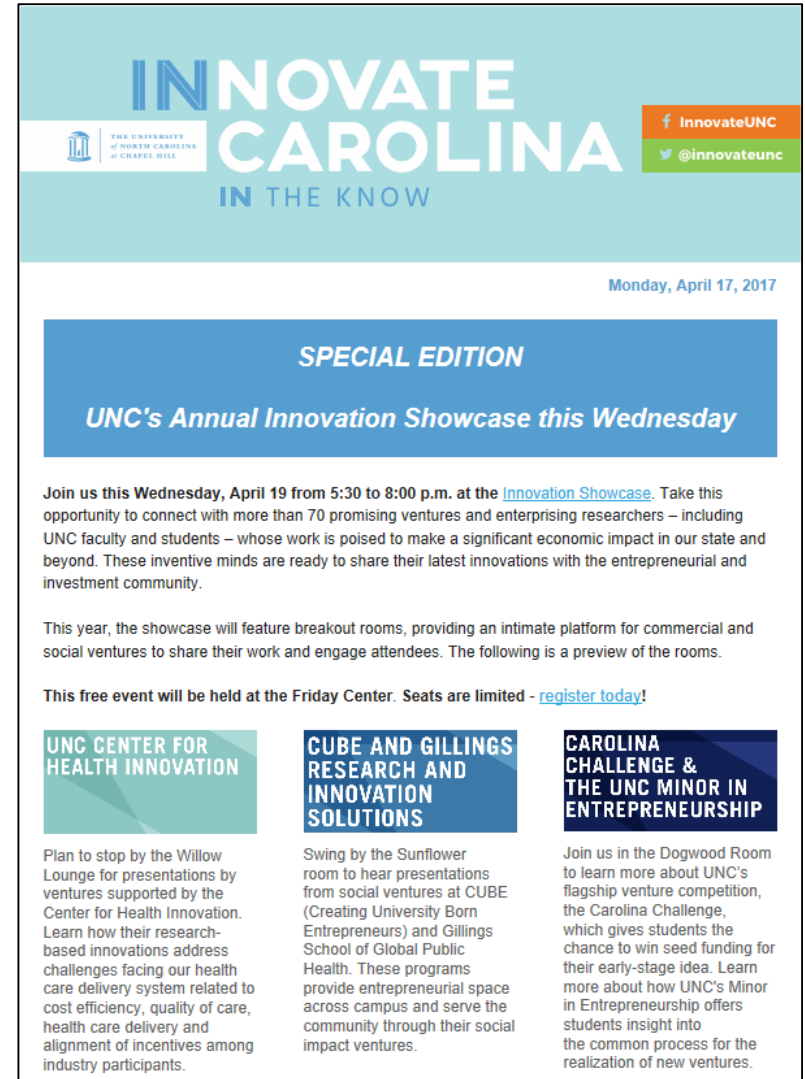 INNOVATE
CAROLINA
IN THE KNOW
THE UNIVERSITY
of NORTH CAROLINA
at CHAPEL HILL
InnovateUNC
@innovateunc
Monday, April 17, 2017
SPECIAL EDITION
UNC's Annual Innovation Showcase this Wednesday
Join us this Wednesday, April 19 from 5:30 to 8:00 p.m. at the Innovation Showcase. Take this
opportunity to connect with more than 70 promising ventures and enterprising researchers – including
UNC faculty and students – whose work is poised to make a significant economic impact in our state and
beyond. These inventive minds are ready to share their latest innovations with the entrepreneurial and
investment community.
This year, the showcase will feature breakout rooms, providing an intimate platform for commercial and
social ventures to share their work and engage attendees. The following is a preview of the rooms.
This free event will be held at the Friday Center. Seats are limited - register today!
UNC CENTER FOR
HEALTH INNOVATION
Plan to stop by the Willow
Lounge for presentations by
ventures supported by the
Center for Health Innovation.
Learn how their research-
based innovations address
challenges facing our health
care delivery system related to
cost efficiency, quality of care,
health care delivery and
alignment of incentives among
industry participants.
CUBE AND GILLINGS
RESEARCH AND
INNOVATION
SOLUTIONS
Swing by the Sunflower
room to hear presentations
from social ventures at CUBE
(Creating University Born
Entrepreneurs) and Gillings
School of Global Public
Health. These programs
provide entrepreneurial space
across campus and serve the
community through their social
impact ventures.
CAROLINA
CHALLENGE &
THE UNC MINOR IN
ENTREPRENEURSHIP
Join us in the Dogwood Room
to learn more about UNC's
flagship venture competition,
the Carolina Challenge,
which gives students the
chance to win seed funding for
their early-stage idea. Learn
more about how UNC's Minor
in Entrepreneurship offers
students insight into
the common process for the
realization of new ventures.